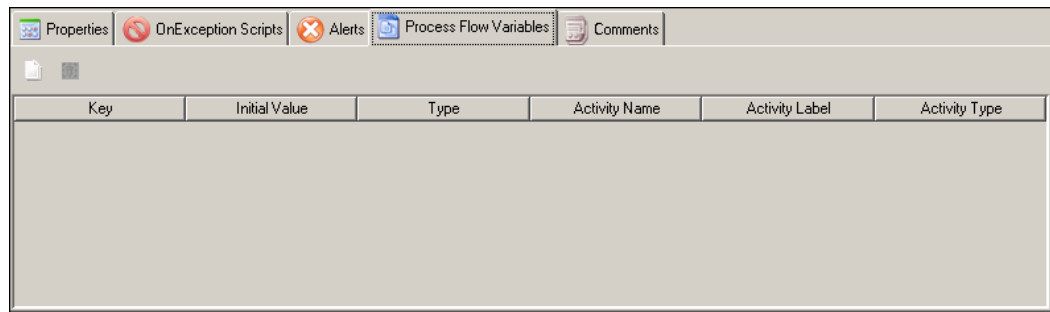 Properties OnException Scripts Alerts Process Flow Variables Comments
Key Initial Value Type Activity Name Activity Label Activity Type